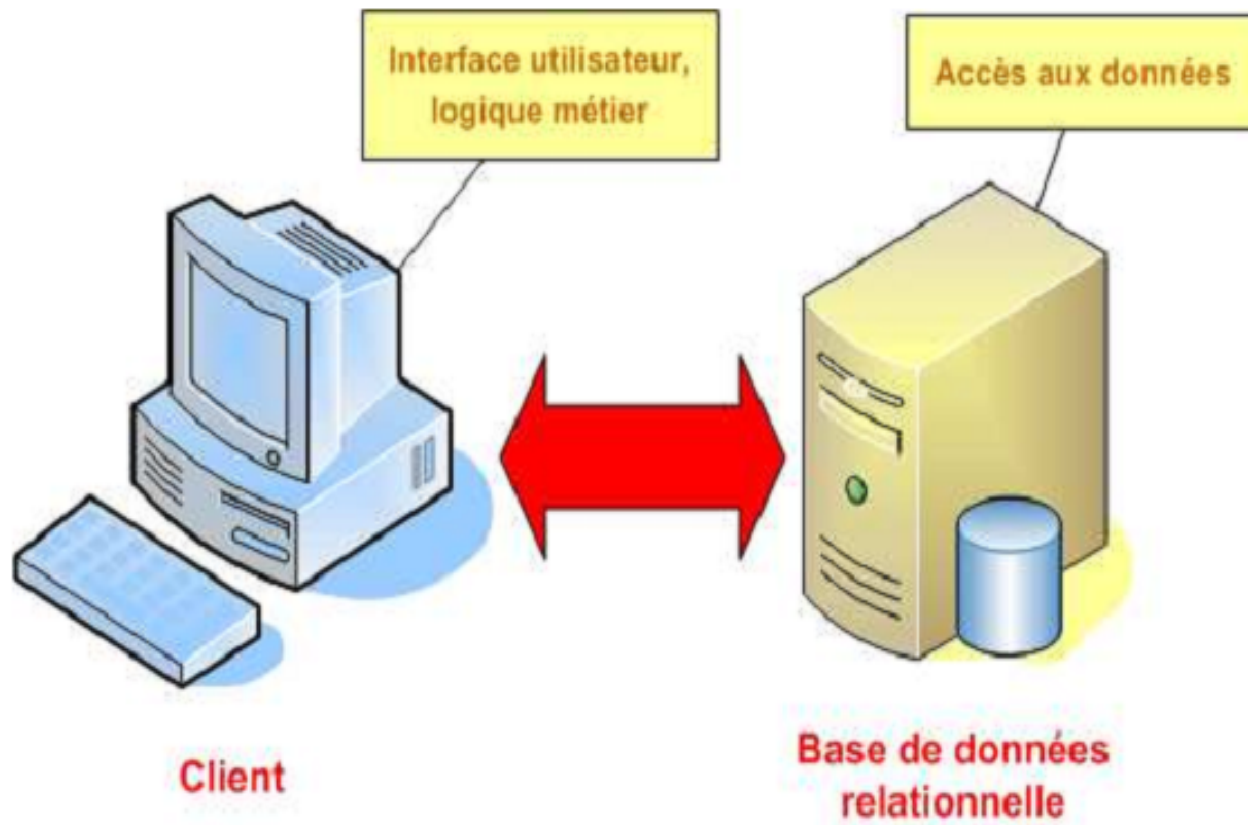 Interface utilisateur,
logique métier
Accès aux données
Client
Base de données
relationnelle